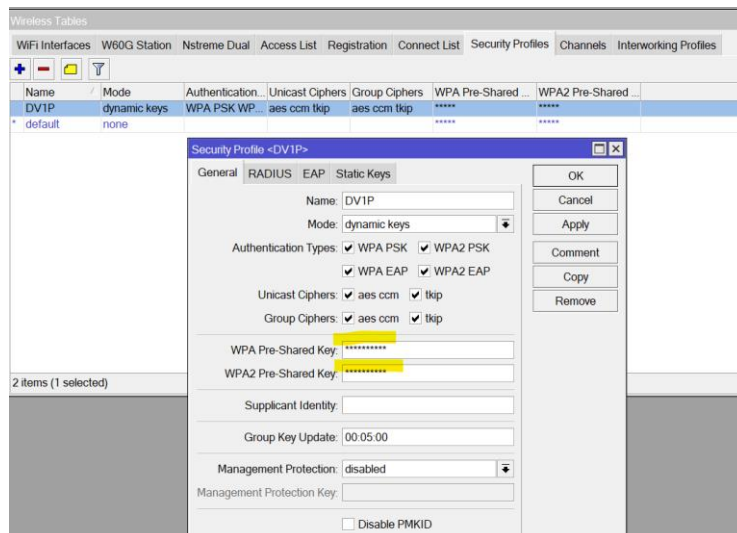 Wireless Tables
WiFi Interfaces W60G Station Nstreme Dual Access List Registration Connect List Security Profiles Channels Interworking Profiles
Name / Mode Authentication... Unicast Ciphers Group Ciphers WPA Pre-Shared ... WPA2 Pre-Shared ...
DV1P dynamic keys WPA PSK WP... aes ccm tkip aes ccm tkip ***** *****
* default none ***** *****
Security Profile <DV1P>
General RADIUS EAP Static Keys
OK
Name: DV1P
Cancel
Mode: dynamic keys
Apply
Authentication Types: WPA PSK WPA2 PSK
Comment
WPA EAP WPA2 EAP
Copy
Unicast Ciphers: aes ccm tkip
Remove
Group Ciphers: aes ccm tkip
WPA Pre-Shared Key: **********
WPA2 Pre-Shared Key: **********
2 items (1 selected)
Supplicant Identity:
Group Key Update: 00:05:00
Management Protection: disabled
Management Protection Key:
Disable PMKID